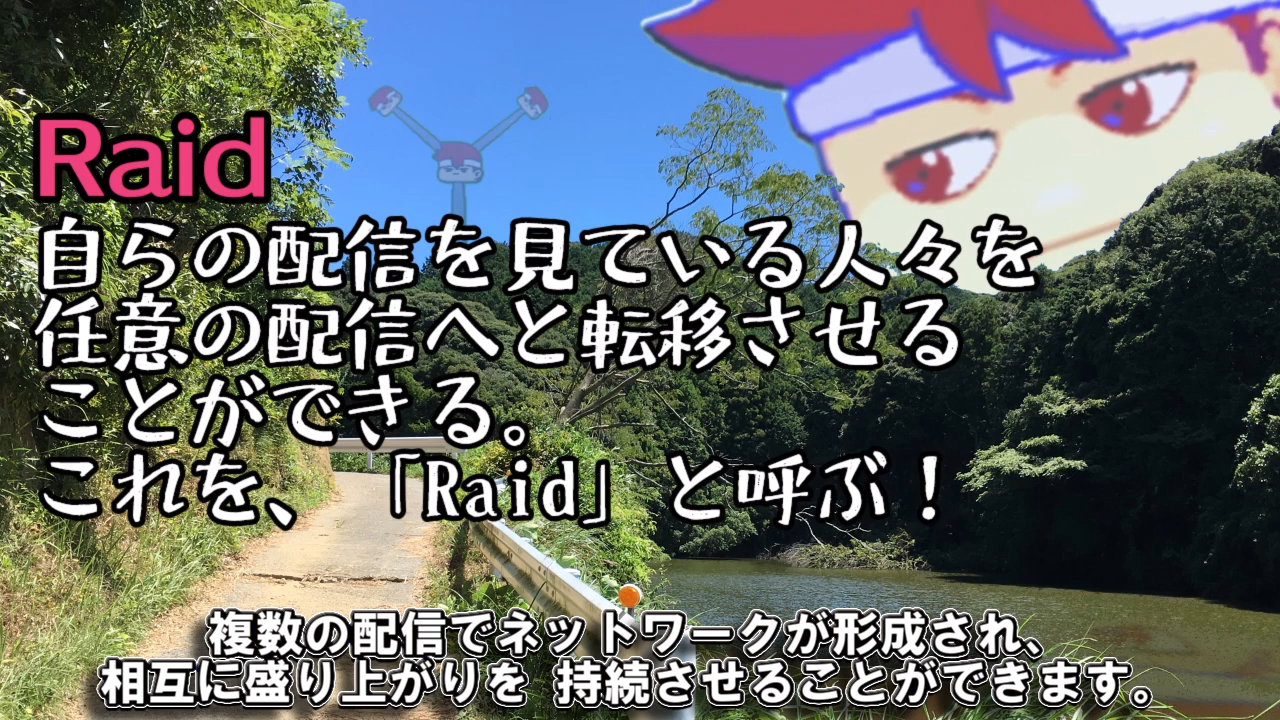 Raid
自らの配信を見ている人々を
任意の配信へと転移させる
ことができる。
これを、「Raid」と呼ぶ！
複数の配信でネットワークが形成され、
相互に盛り上がりを 持続させることができます。